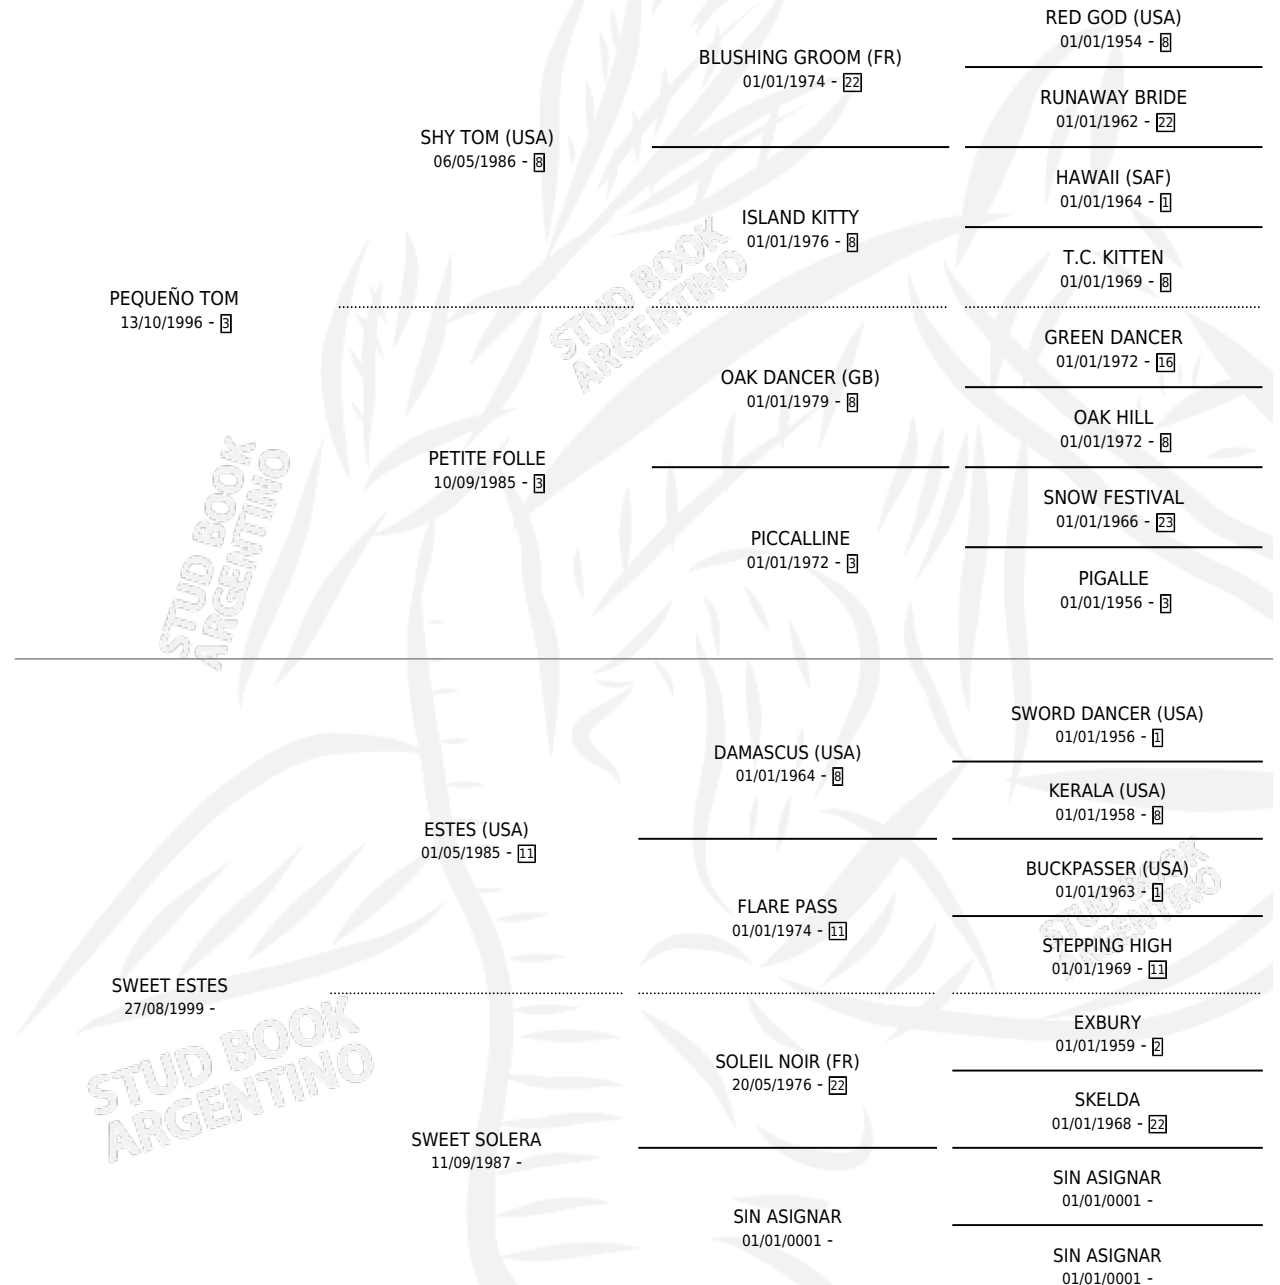 RED GOD (USA)
01/01/1954 - 8
BLUSHING GROOM (FR)
01/01/1974 - 22
RUNAWAY BRIDE
01/01/1962 - 22
SHY TOM (USA)
06/05/1986 - 8
HAWAII (SAF)
01/01/1964 - 1
ISLAND KITTY
01/01/1976 - 8
T.C. KITTEN
01/01/1969 - 8
PEQUEÑO TOM
13/10/1996 - 3
GREEN DANCER
01/01/1972 - 16
OAK DANCER (GB)
01/01/1979 - 8
OAK HILL
01/01/1972 - 8
PETITE FOLLE
10/09/1985 - 3
SNOW FESTIVAL
01/01/1966 - 23
PICCALLINE
01/01/1972 - 3
PIGALLE
01/01/1956 - 3
SWORD DANCER (USA)
01/01/1956 - 1
DAMASCUS (USA)
01/01/1964 - 8
KERALA (USA)
01/01/1958 - 8
ESTES (USA)
01/05/1985 - 11
BUCKPASSER (USA)
01/01/1963 - 1
FLARE PASS
01/01/1974 - 11
STEPPING HIGH
01/01/1969 - 11
SWEET ESTES
27/08/1999 -
EXBURY
01/01/1959 - 2
SOLEIL NOIR (FR)
20/05/1976 - 22
SKELDA
01/01/1968 - 22
SWEET SOLERA
11/09/1987 -
SIN ASIGNAR
01/01/0001 -
SIN ASIGNAR
01/01/0001 -
SIN ASIGNAR
01/01/0001 -
STUD BOOK
ARGENTINO
STUD BOOK
ARGENTINO
STUD BOOK
ARGENTINO
STUD BOOK
ARGENTINO